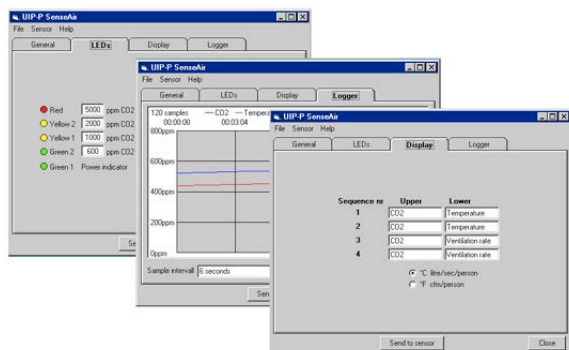 UIP-P SenseAir
File Sensor Help
General LEDs Display Logger
Red 5000 ppm CO2
Yellow 2 2000 ppm CO2
Yellow 1 1000 ppm CO2
Green 2 600 ppm CO2
Green 1 Power indicator
UIP-P SenseAir
File Sensor Help
General LEDs Display Logger
120 samples CO2
00:00:00 00:03:04
800ppm
600ppm
400ppm
200ppm
0ppm
Sample intervall 6 seconds
UIP-P SenseAir
File Sensor Help
General LEDs Display Logger
Sequence nr Upper Lower
1 CO2 Temperature
2 CO2 Temperature
3 CO2 Ventilation rate
4 CO2 Ventilation rate
°C litre/sec/person
°F cfm/person
Send to sensor Close